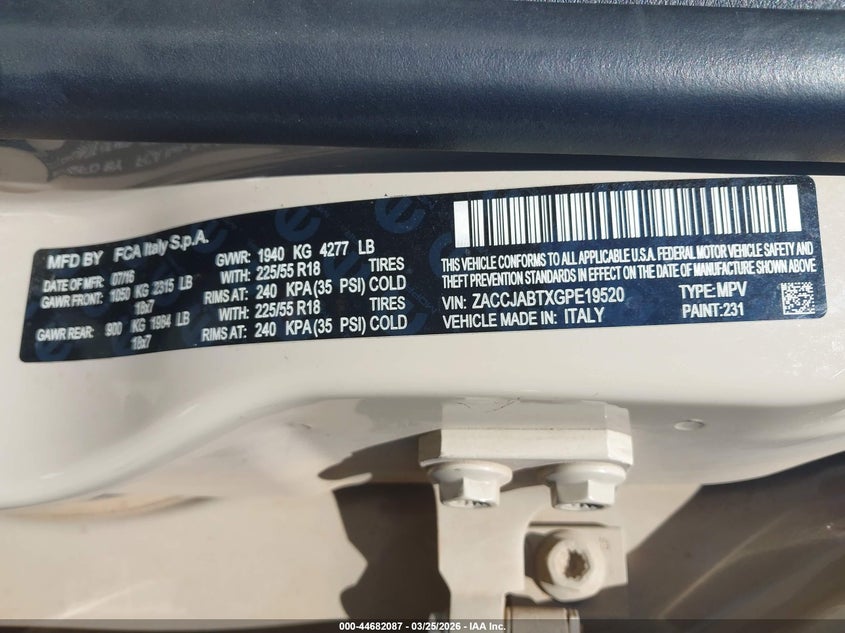 MFD BY FCA Italy S.p.A.
DATE OF MFR: 07/16
GAWR FRONT: 1050 KG 2315 LB
18x7
GAWR REAR: 900 KG 1984 LB
18x7
GVWR: 1940 KG 4277 LB
WITH: 225/55 R18 TIRES
RIMS AT: 240 KPA (35 PSI) COLD
WITH: 225/55 R18 TIRES
RIMS AT: 240 KPA(35 PSI) COLD
THIS VEHICLE CONFORMS TO ALL APPLICABLE U.S.A. FEDERAL MOTOR VEHICLE SAFETY
AND THEFT PREVENTION STANDARDS IN EFFECT ON THE DATE OF MANUFACTURE SHOWN ABOVE.
VIN: ZACCJABTXGPE19520 TYPE: MPV
VEHICLE MADE IN: ITALY PAINT: 231
000-44682087 - 03/25/2026 - IAA Inc.